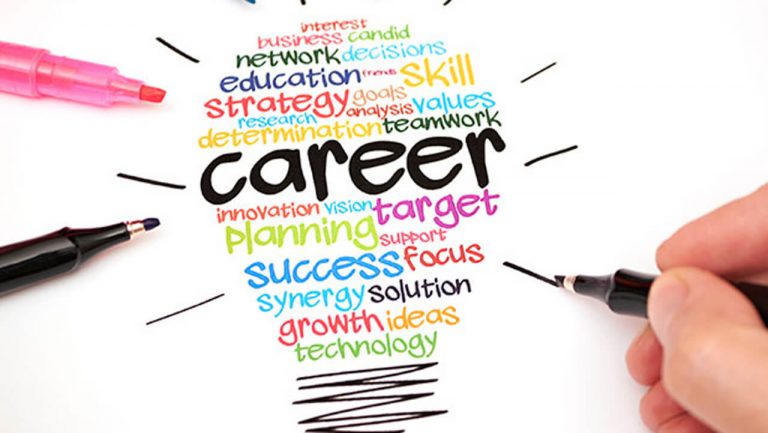 interest
business candid
network decisions
education friends skill
strategy goals
research analysis values
determination teamwork
career
innovation vision target
planning support
success focus
synergy solution
growth ideas
technology